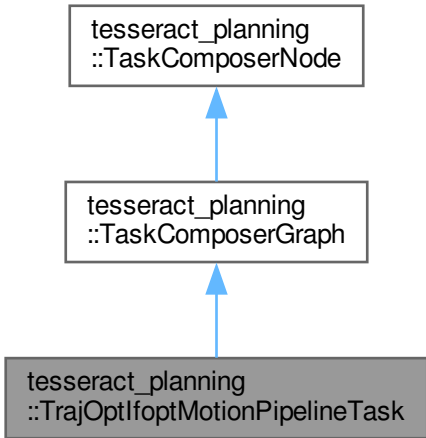 tesseract_planning
::TaskComposerNode
tesseract_planning
::TaskComposerGraph
tesseract_planning
::TrajOptIfoptMotionPipelineTask